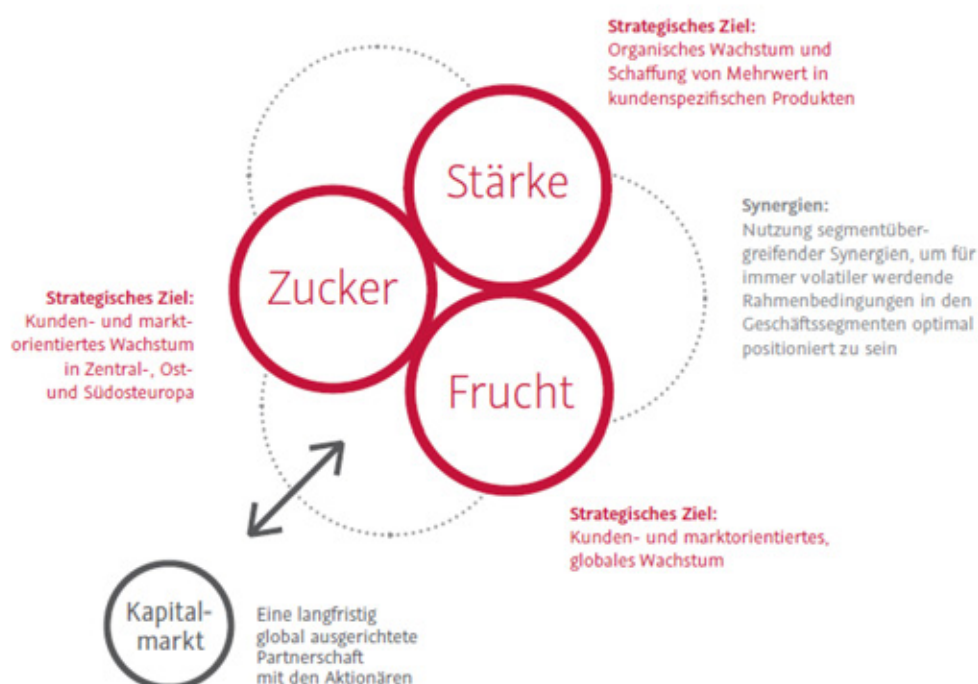 Strategisches Ziel:
Organisches Wachstum und
Schaffung von Mehrwert in
kundenspezifischen Produkten
Stärke
Synergien:
Nutzung segmentüber-
greifender Synergien, um für
immer volatiler werdende
Rahmenbedingungen in den
Geschäftssegmenten optimal
positioniert zu sein
Zucker
Strategisches Ziel:
Kunden- und markt-
orientiertes Wachstum
in Zentral-, Ost-
und Südosteuropa
Frucht
Strategisches Ziel:
Kunden- und marktorientiertes,
globales Wachstum
Kapital-
markt
Eine langfristig
global ausgerichtete
Partnerschaft
mit den Aktionären